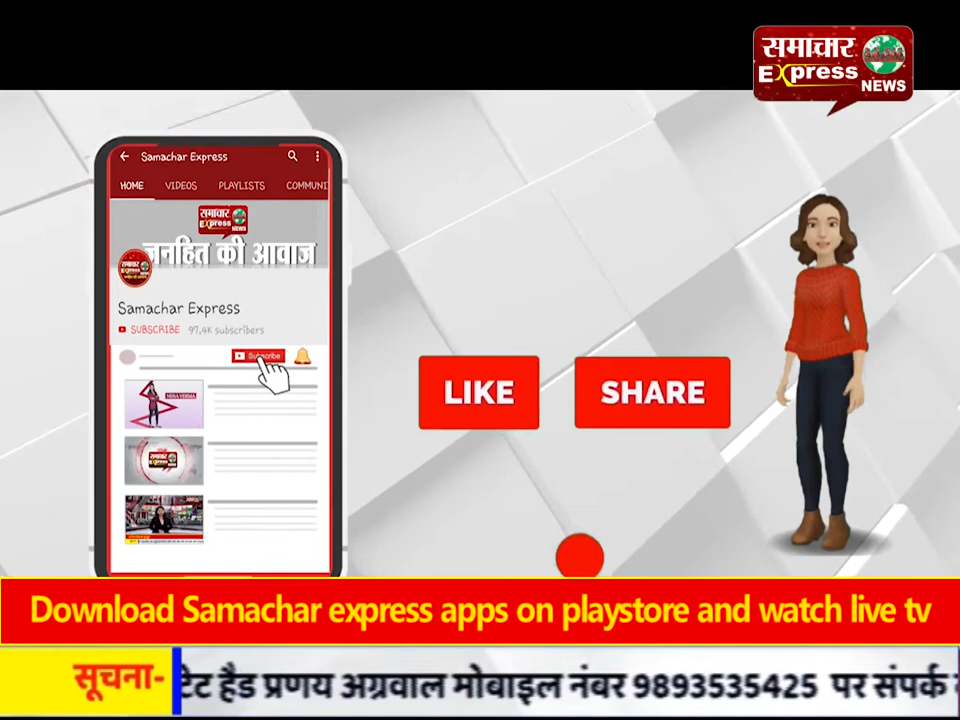 समाचार
Express
NEWS
Samachar Express
HOME VIDEOS PLAYLISTS COMMUNI
समाचार
Express
NEWS
जनहित की आवाज
Samachar Express
SUBSCRIBE 97.4K subscribers
Subscribe
LIKE SHARE
Download Samachar express apps on playstore and watch live tv
सूचना- टेट हैड प्रणय अग्रवाल मोबाइल नंबर 9893535425 पर संपर्क